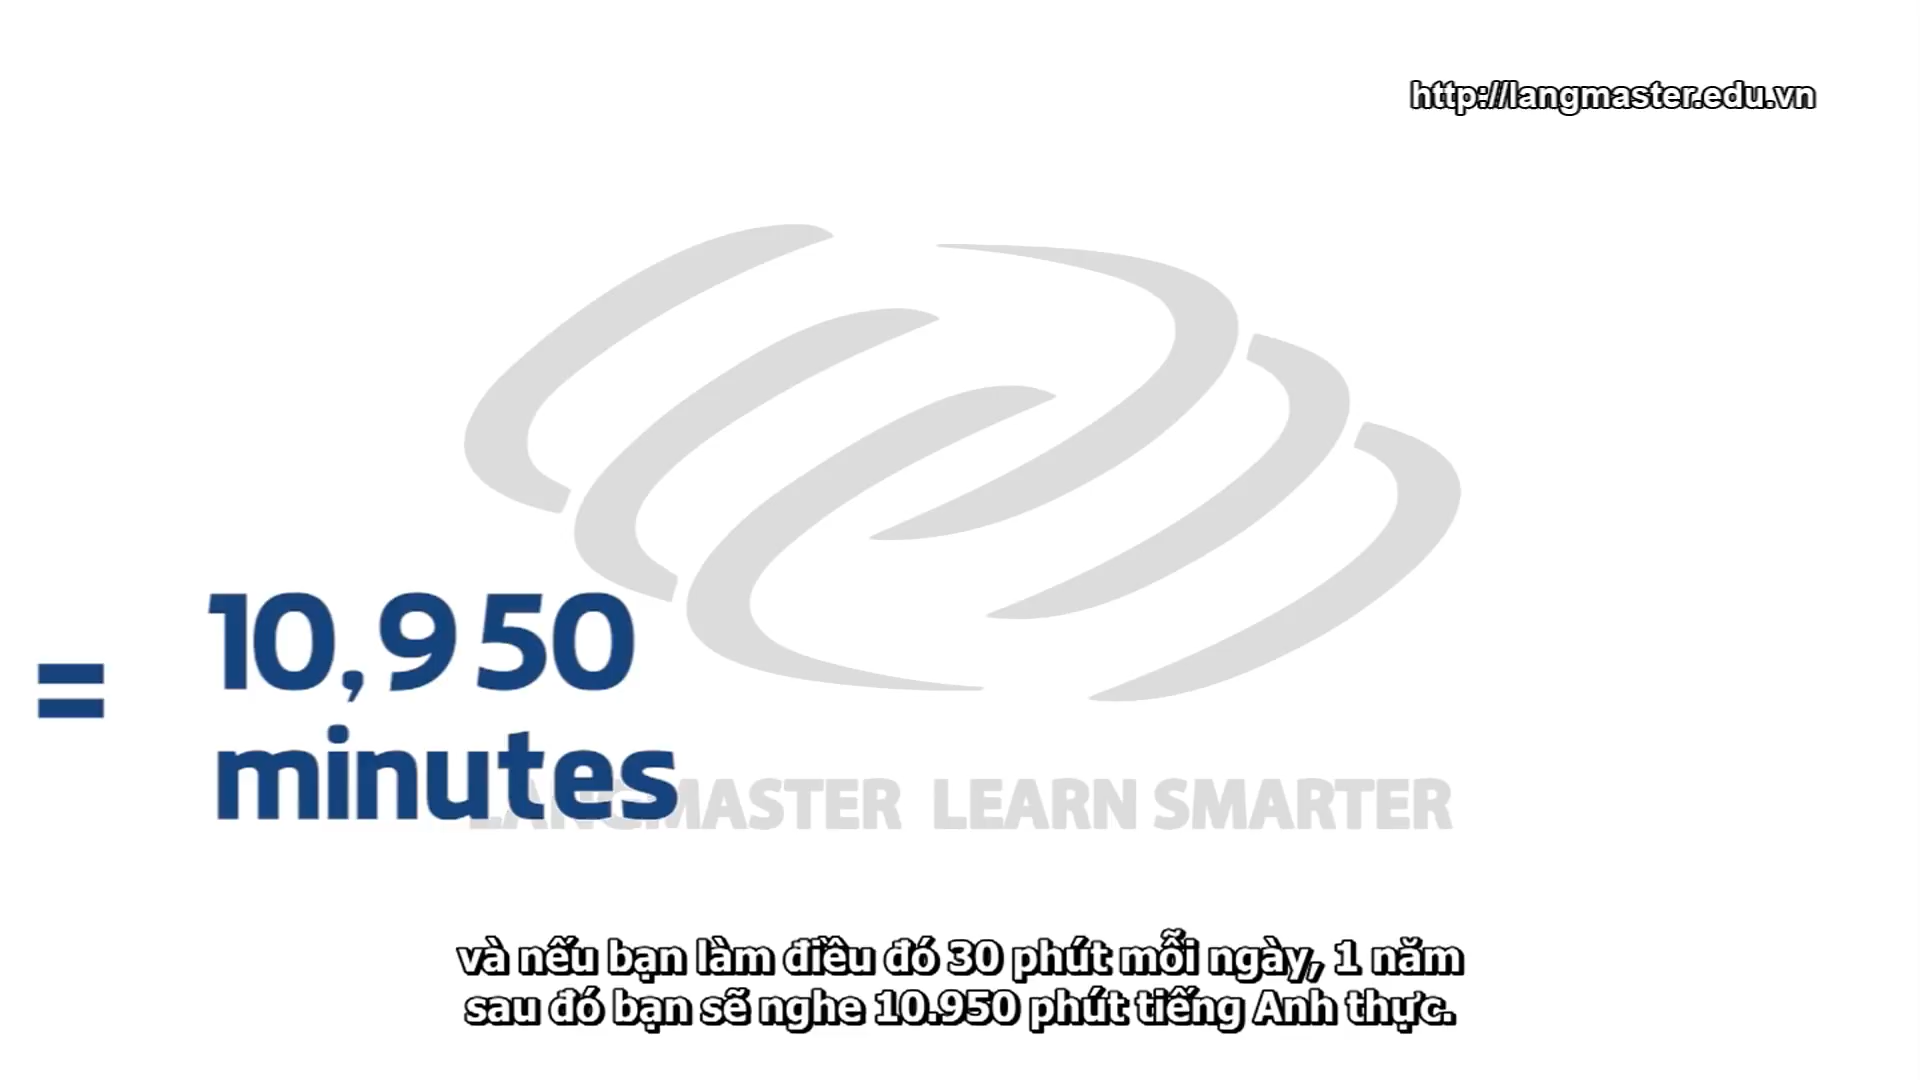 http://langmaster.edu.vn
= 10,950
minutes
LANGMASTER LEARN SMARTER
và nếu bạn làm điều đó 30 phút mỗi ngày, 1 năm
sau đó bạn sẽ nghe 10.950 phút tiếng Anh thực.